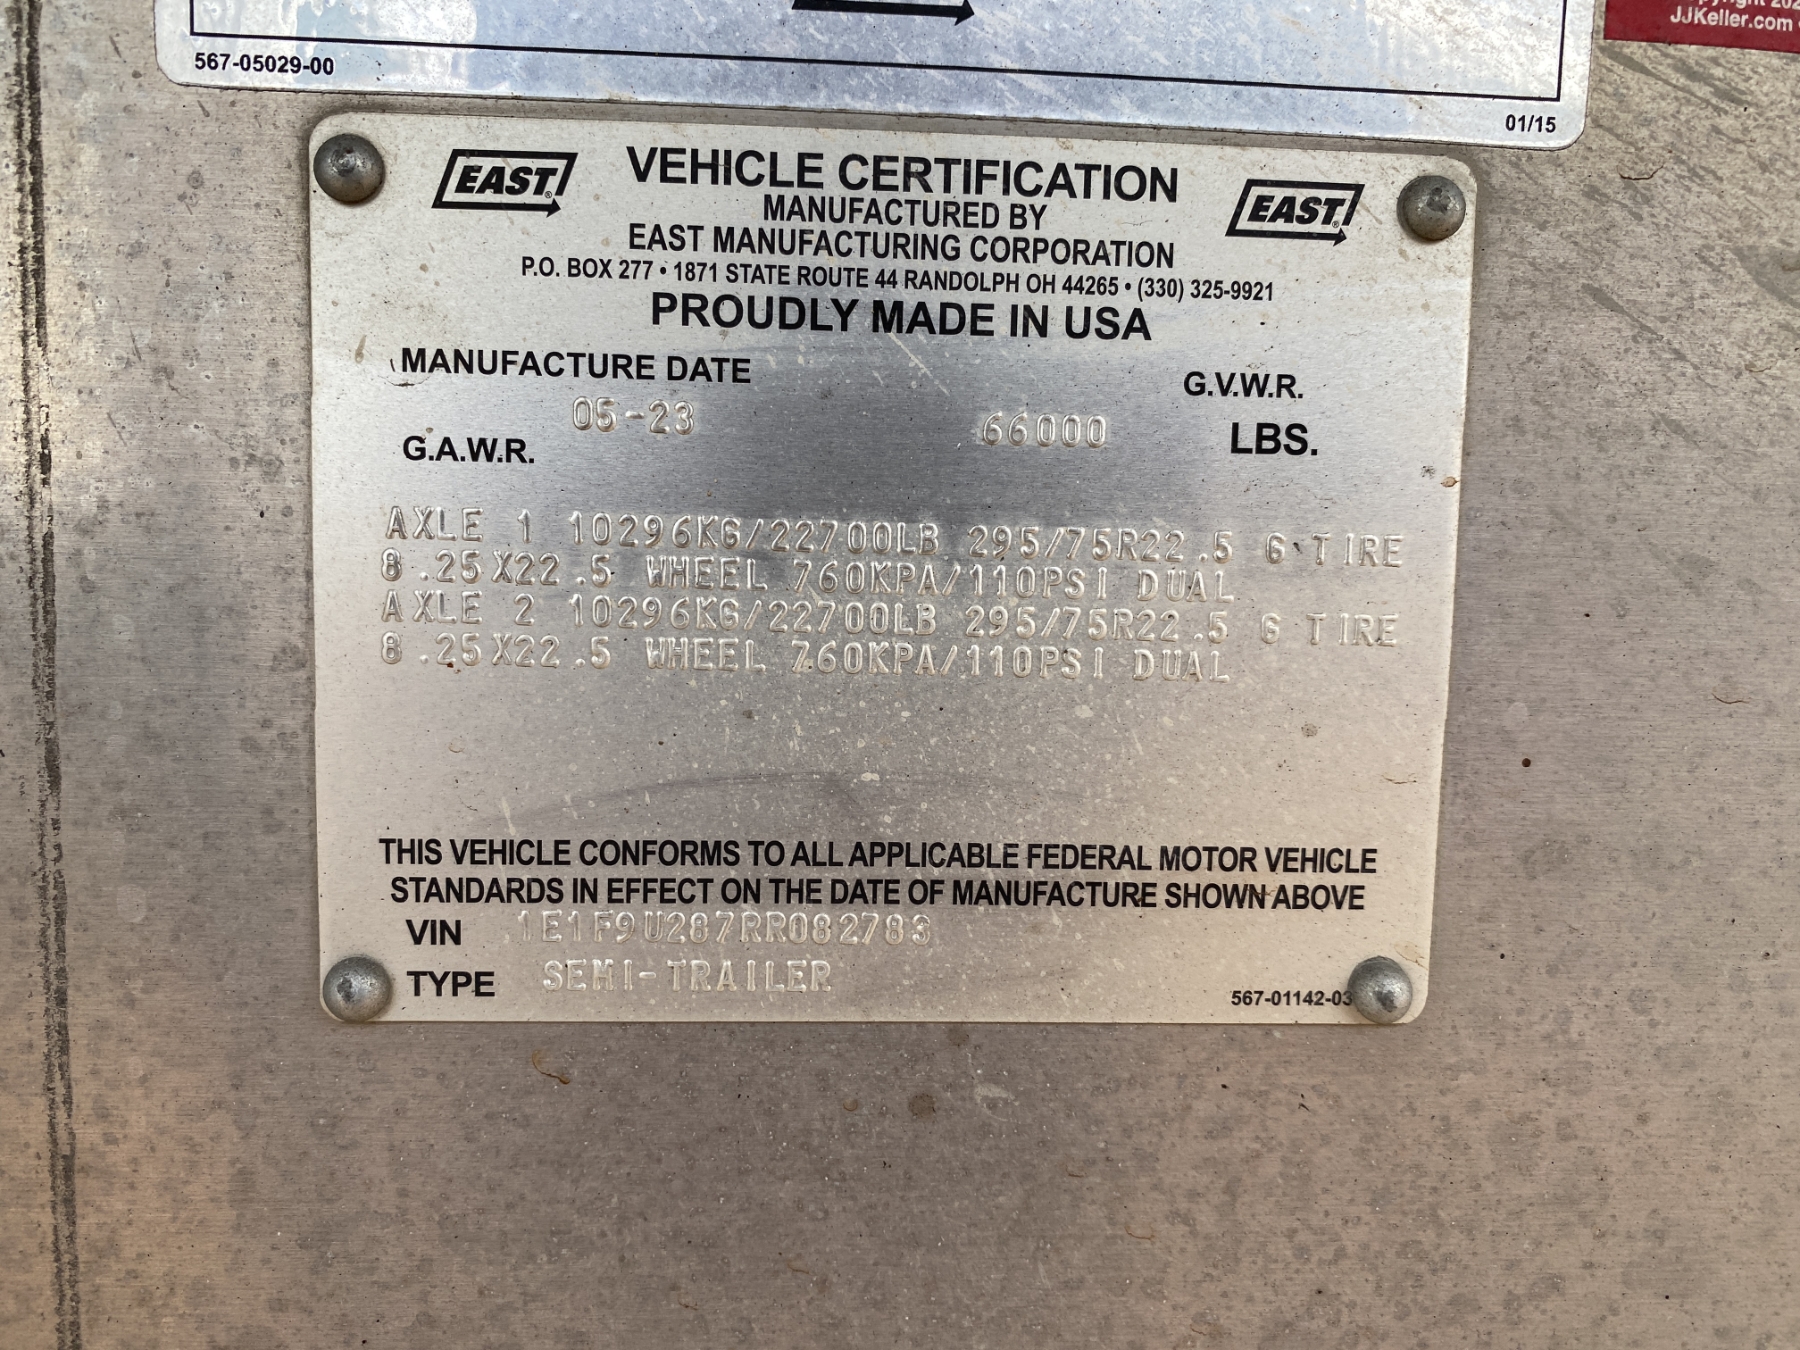 JJKeller.com
567-05029-00
01/15
EAST
VEHICLE CERTIFICATION
EAST
MANUFACTURED BY
EAST MANUFACTURING CORPORATION
P.O. BOX 277 • 1871 STATE ROUTE 44 RANDOLPH OH 44265 • (330) 325-9921
PROUDLY MADE IN USA
MANUFACTURE DATE G.V.W.R.
05-23 66000 LBS.
G.A.W.R.
AXLE 1 10296KG/22700LB 295/75R22.5 G TIRE
8.25X22.5 WHEEL 760KPA/110PSI DUAL
AXLE 2 10296KG/22700LB 295/75R22.5 G TIRE
8.25X22.5 WHEEL 760KPA/110PSI DUAL
THIS VEHICLE CONFORMS TO ALL APPLICABLE FEDERAL MOTOR VEHICLE
STANDARDS IN EFFECT ON THE DATE OF MANUFACTURE SHOWN ABOVE
VIN 1E1F9U287RR082783
TYPE SEMI-TRAILER
567-01142-03